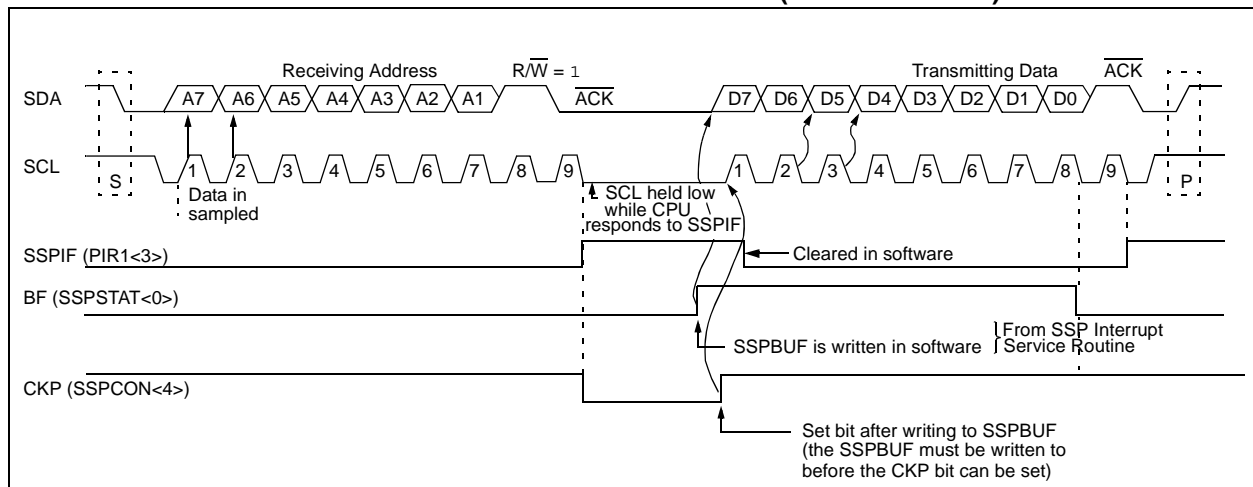 Receiving Address R/W = 1 Transmitting Data ACK
SDA A7 A6 A5 A4 A3 A2 A1 ACK D7 D6 D5 D4 D3 D2 D1 D0
SCL S 1 2 3 4 5 6 7 8 9 1 2 3 4 5 6 7 8 9 P
Data in
sampled
SCL held low
while CPU
responds to SSPIF
SSPIF (PIR1<3>)
Cleared in software
BF (SSPSTAT<0>)
SSPBUF is written in software
From SSP Interrupt
Service Routine
CKP (SSPCON<4>)
Set bit after writing to SSPBUF
(the SSPBUF must be written to
before the CKP bit can be set)